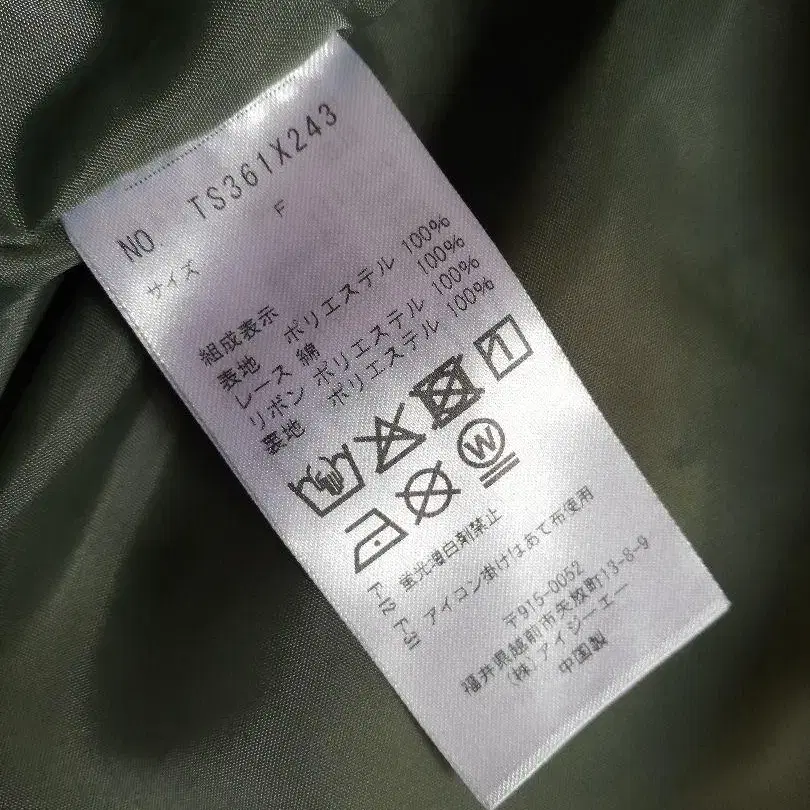 NO. TS361X243
サイズ F
組成表示
表地 ポリエステル 100%
レース 綿 100%
リボン ポリエステル 100%
裏地 ポリエステル 100%
1
W
蛍光増白剤禁止
アイコン掛けはあて布使用
F-12 F-31
〒915-0052
福井県越前市矢放町13-8-9
(株)アイジーエー
中国製